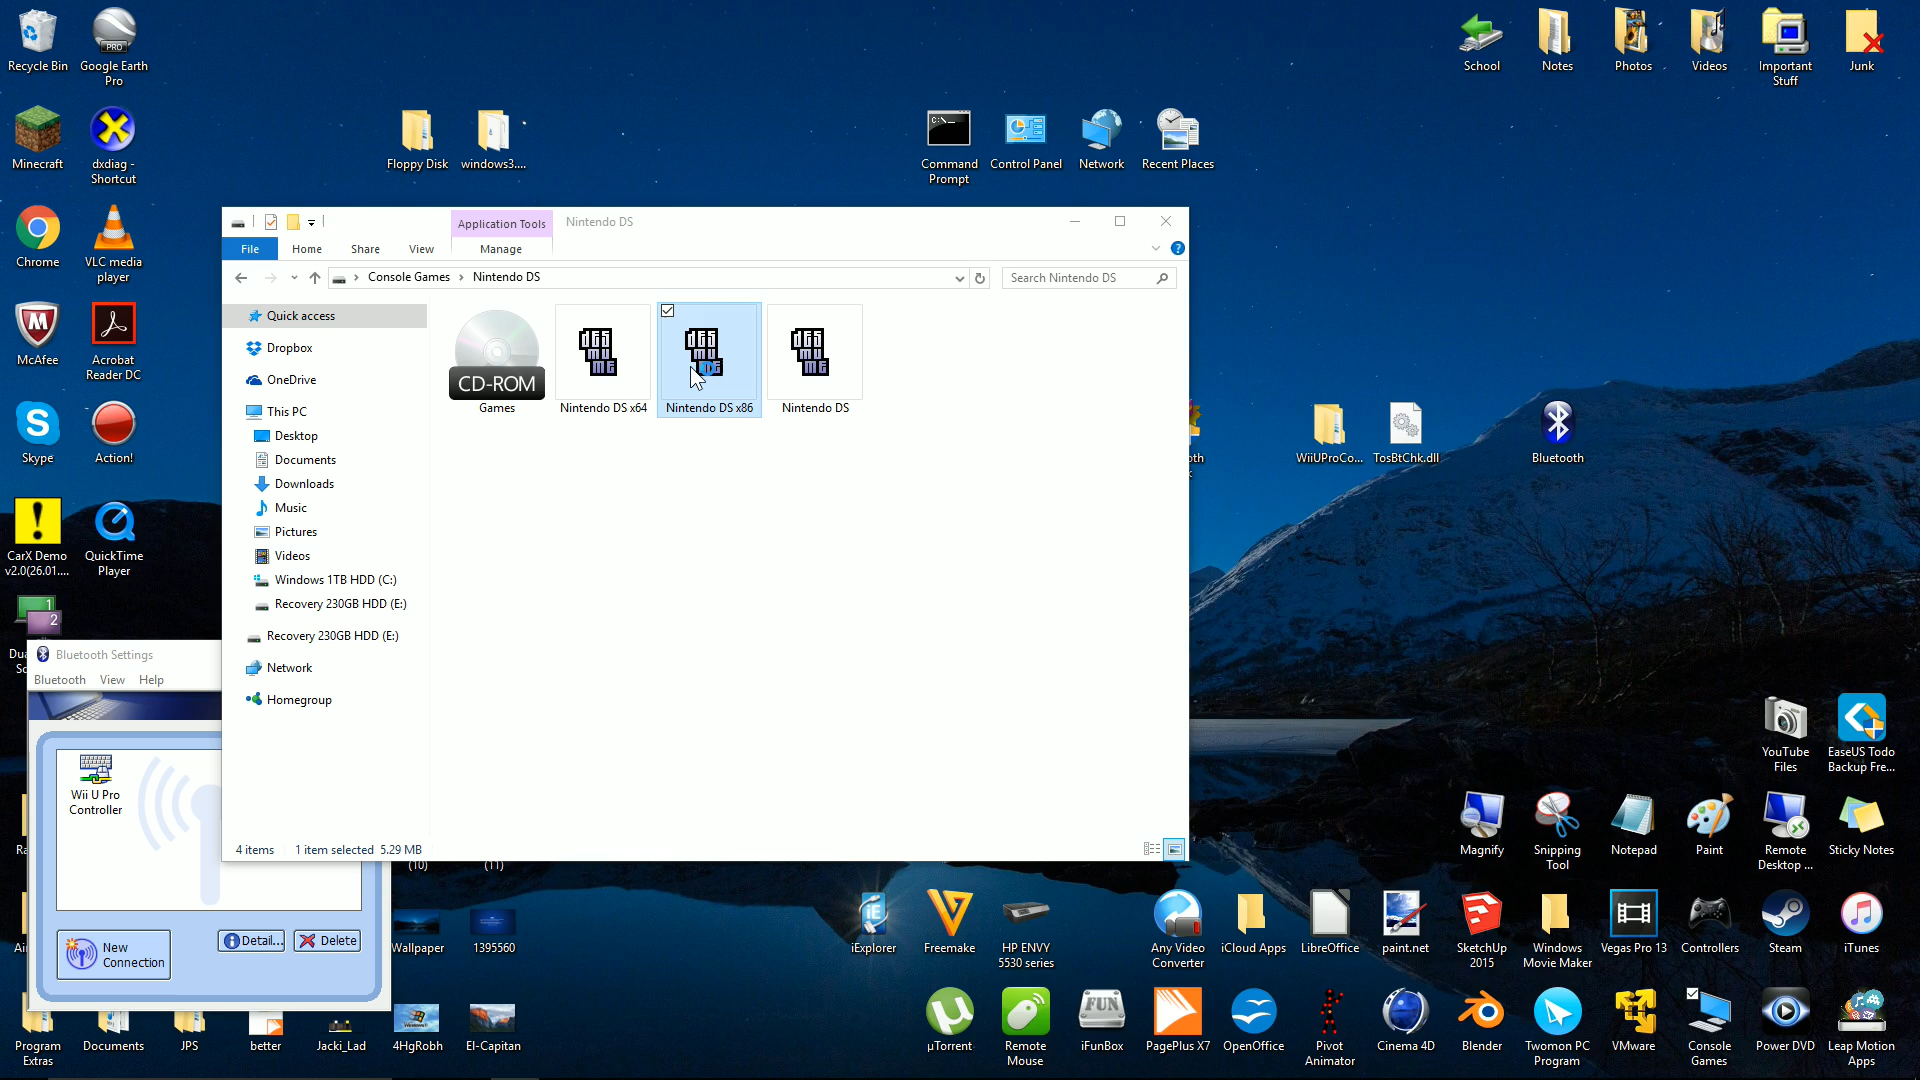 Recycle Bin
Google Earth
Pro
PRO
School
Notes
Photos
Videos
Important
Stuff
Junk
Minecraft
dxdiag -
Shortcut
Floppy Disk
windows3....
C:\_
Command
Prompt
Control Panel
Network
Recent Places
Chrome
VLC media
player
Application Tools
Nintendo DS
File
Home
Share
View
Manage
Console Games
Nintendo DS
Search Nintendo DS
McAfee
Acrobat
Reader DC
Quick access
Dropbox
OneDrive
This PC
Desktop
Documents
Downloads
Music
Pictures
Videos
Windows 1TB HDD (C:)
Recovery 230GB HDD (E:)
Recovery 230GB HDD (E:)
Network
Homegroup
CD-ROM
Games
Nintendo DS x64
Nintendo DS x86
Nintendo DS
4 items
1 item selected 5.29 MB
Skype
Action!
WiiUProCo...
TosBtChk.dll
Bluetooth
CarX Demo
v2.0(26.01....
QuickTime
Player
1
2
Bluetooth Settings
Bluetooth
View
Help
Wii U Pro
Controller
New
Connection
Detail...
Delete
(10)
(11)
YouTube
Files
EaseUS Todo
Backup Fre...
Magnify
Snipping
Tool
Notepad
Paint
Remote
Desktop ...
Sticky Notes
Wallpaper
1395560
iExplorer
Freemake
HP ENVY
5530 series
Any Video
Converter
iCloud Apps
LibreOffice
paint.net
SketchUp
2015
Windows
Movie Maker
Vegas Pro 13
Controllers
Steam
iTunes
Program
Extras
Documents
JPS
better
Jacki_Lad
4HgRobh
El-Capitan
µTorrent
Remote
Mouse
FUN
iFunBox
PagePlus X7
OpenOffice
Pivot
Animator
Cinema 4D
Blender
Twomon PC
Program
VMware
Console
Games
Power DVD
Leap Motion
Apps